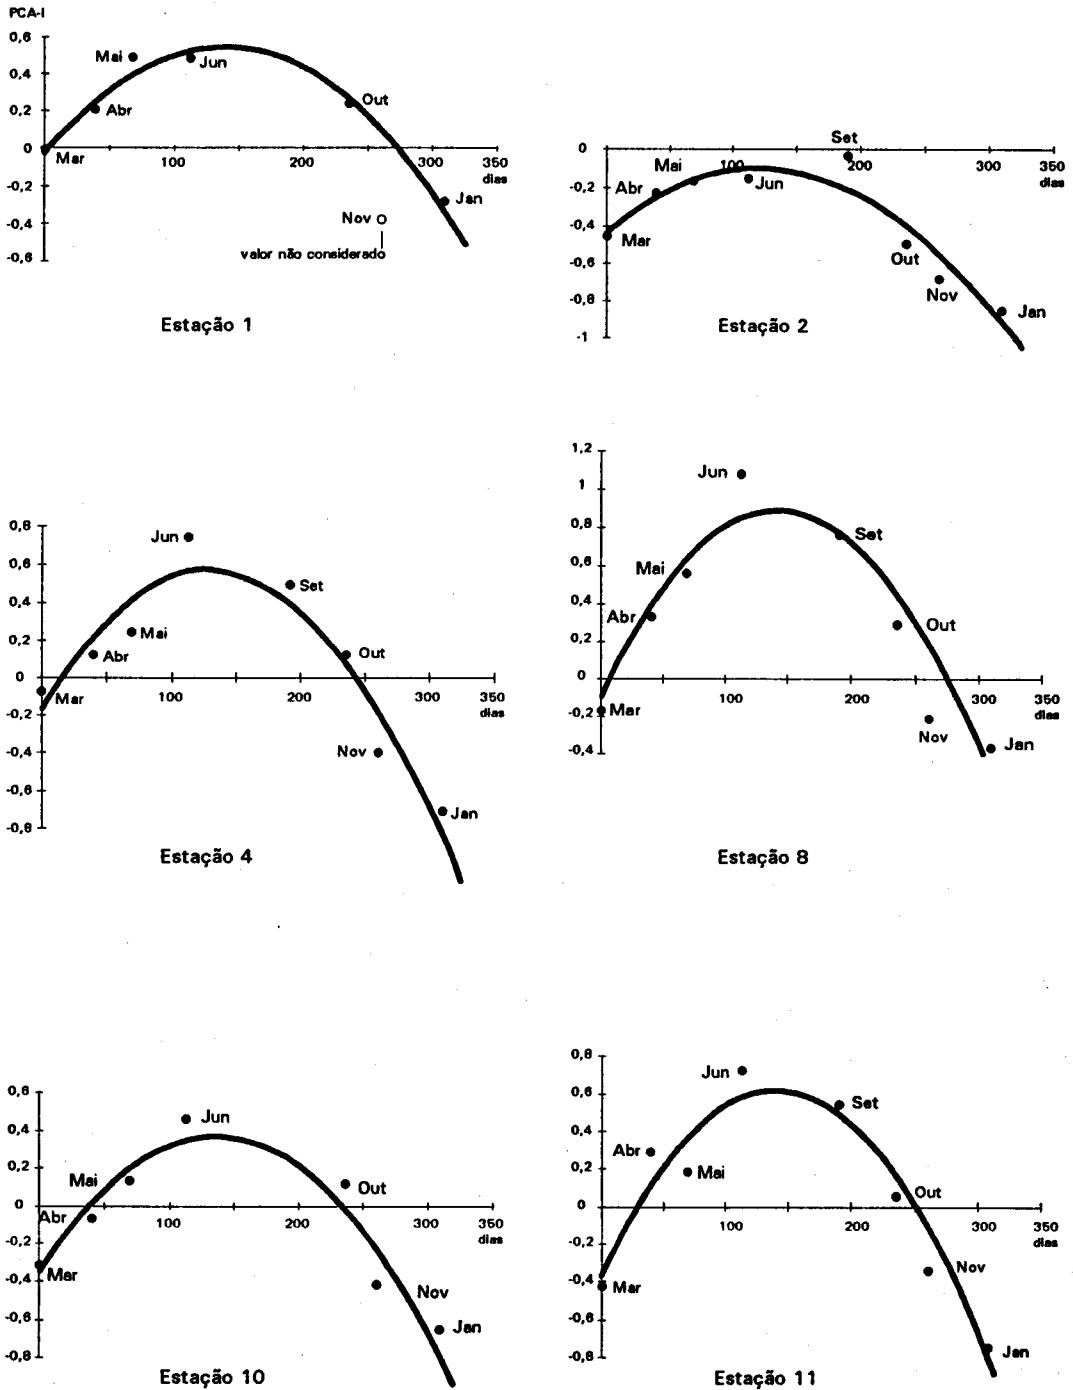 PCA-I
0,6
0,4
0,2
0
-0,2
-0,4
-0,6
Mar
Abr
Mai
Jun
Out
Nov
Jan
valor não considerado
100
200
300
350
dias
Estação 1
0
-0,2
-0,4
-0,6
-0,8
-1
Mar
Abr
Mai
Jun
Set
Out
Nov
Jan
100
200
300
350
dias
Estação 2
0,8
0,6
0,4
0,2
0
-0,2
-0,4
-0,6
-0,8
Mar
Abr
Mai
Jun
Set
Out
Nov
Jan
100
200
300
350
dias
Estação 4
1,2
1
0,8
0,6
0,4
0,2
0
-0,2
-0,4
Mar
Abr
Mai
Jun
Set
Out
Nov
Jan
100
200
300
350
dias
Estação 8
0,6
0,4
0,2
0
-0,2
-0,4
-0,6
-0,8
Mar
Abr
Mai
Jun
Out
Nov
Jan
100
200
300
350
dias
Estação 10
0,8
0,6
0,4
0,2
0
-0,2
-0,4
-0,6
-0,8
Mar
Abr
Mai
Jun
Set
Out
Nov
Jan
100
200
300
350
dias
Estação 11